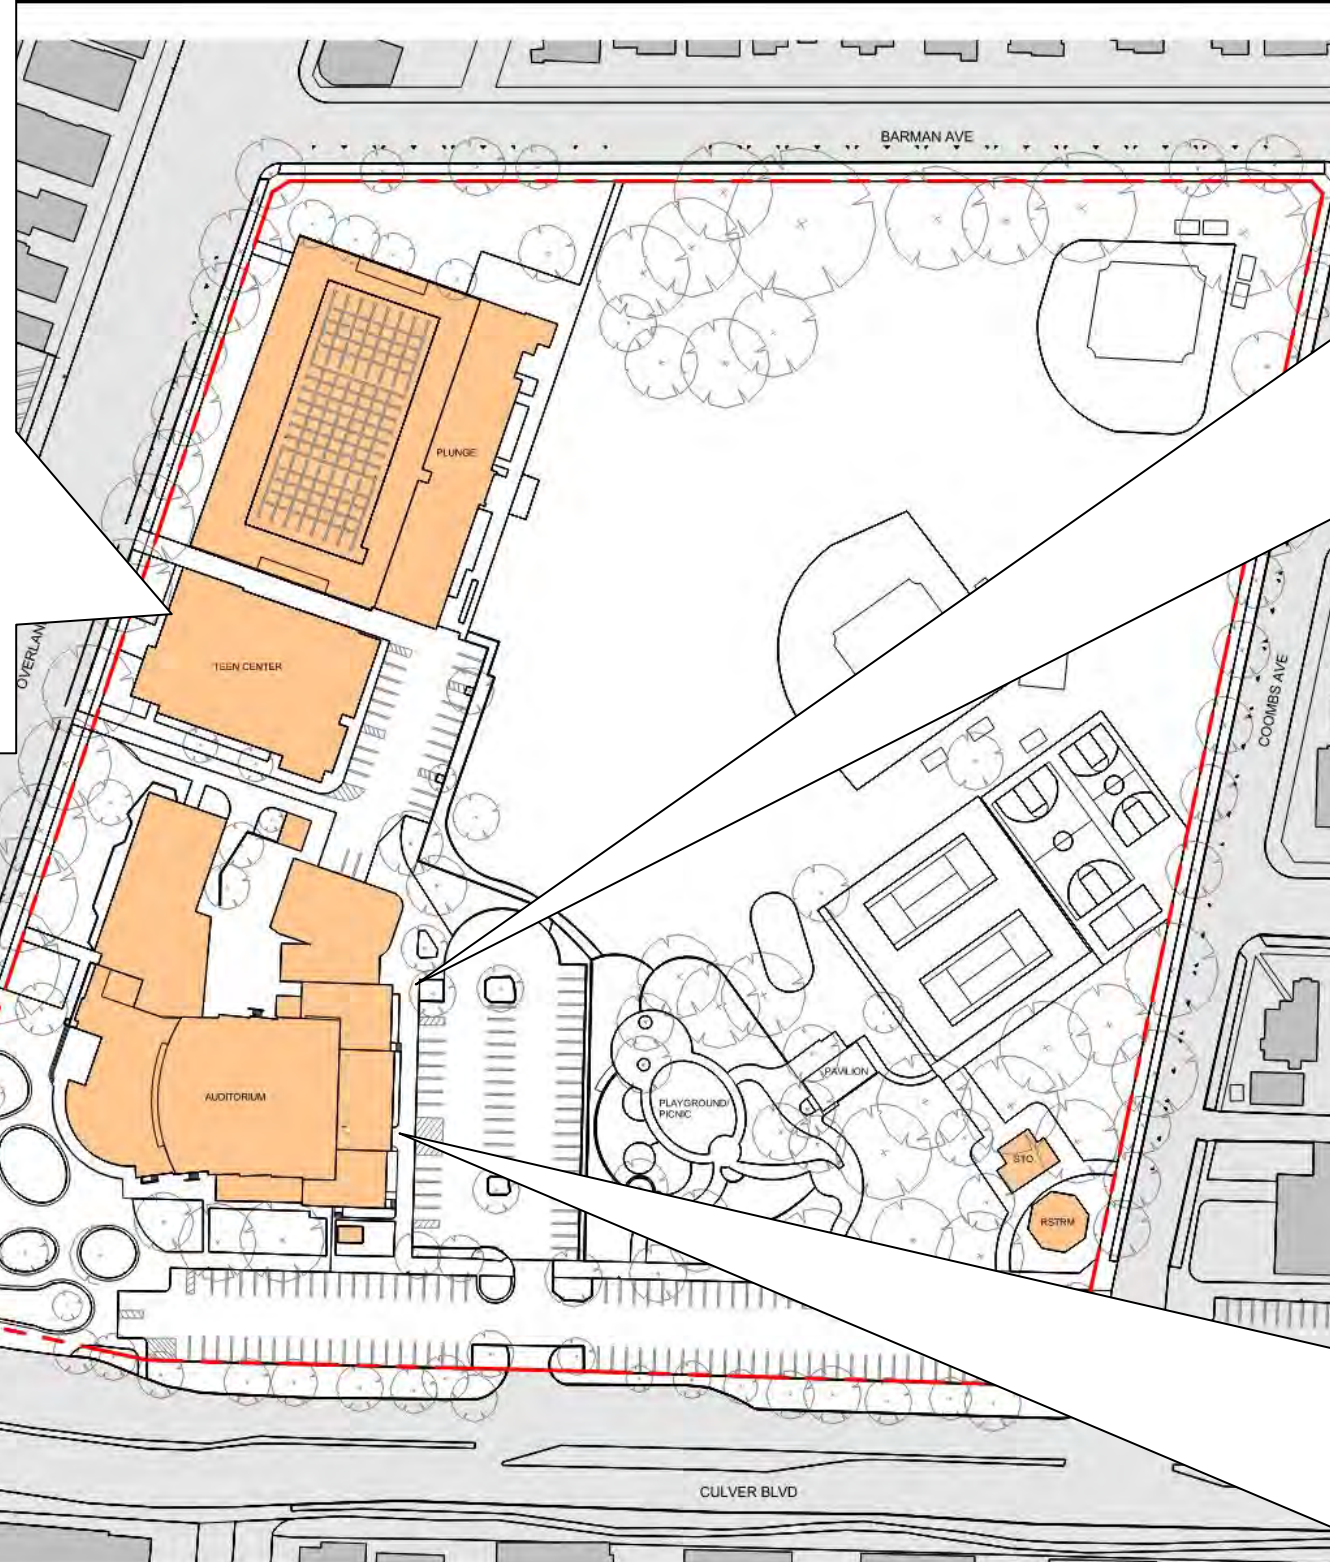 BARMAN AVE
PLUNGE
OVERLAN
TEEN CENTER
COOMBS AVE
AUDITORIUM
PLAYGROUND/
PICNIC
PAVILION
STO
RSTRM
CULVER BLVD